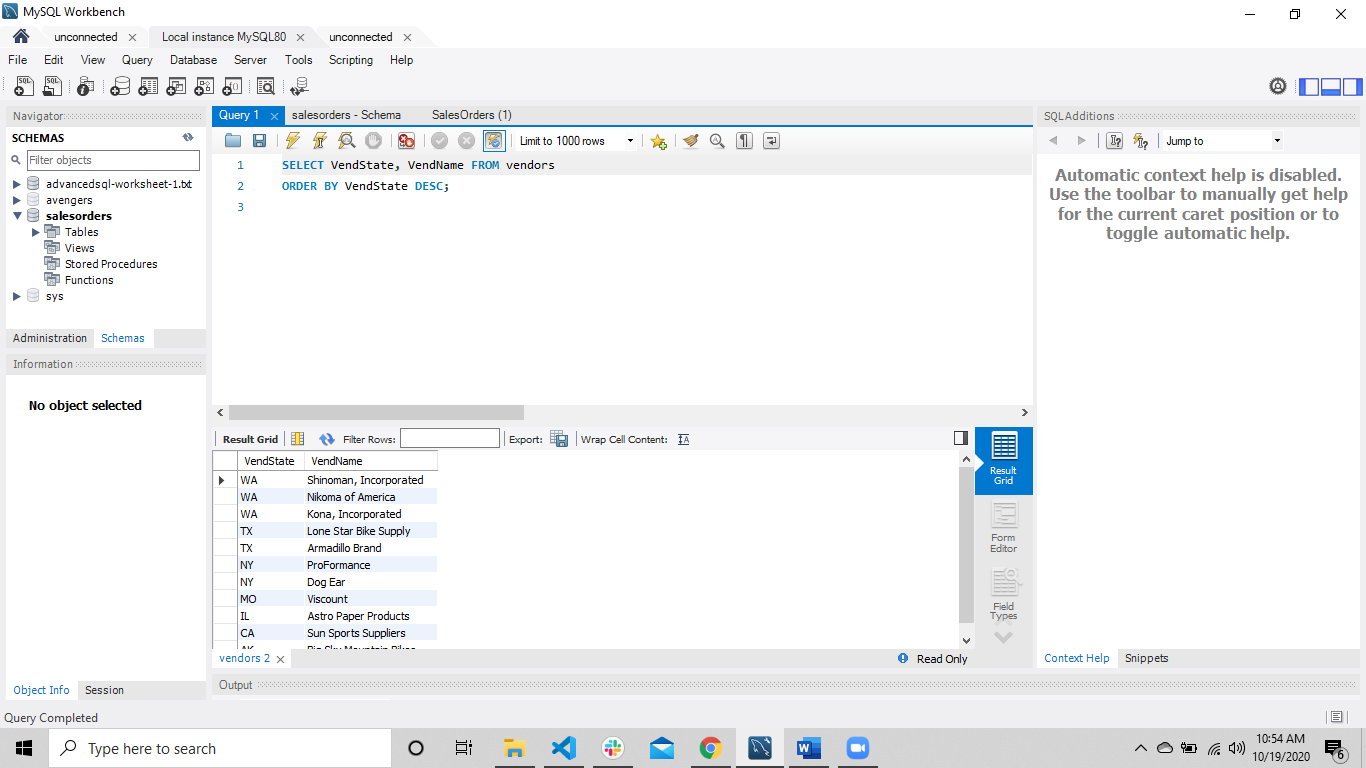 MySQL Workbench
unconnected
Local instance MySQL80
unconnected
File Edit View Query Database Server Tools Scripting Help
Navigator
SCHEMAS
Filter objects
advancedsql-worksheet-1.txt
avengers
salesorders
Tables
Views
Stored Procedures
Functions
sys
Administration Schemas
Information
No object selected
Object Info Session
Query 1
salesorders - Schema
SalesOrders (1)
Limit to 1000 rows
1 SELECT VendState, VendName FROM vendors
2 ORDER BY VendState DESC;
3
Result Grid Filter Rows: Export: Wrap Cell Content:
VendState VendName
WA Shinoman, Incorporated
WA Nikoma of America
WA Kona, Incorporated
TX Lone Star Bike Supply
TX Armadillo Brand
NY ProFormance
NY Dog Ear
MO Viscount
IL Astro Paper Products
CA Sun Sports Suppliers
AK Big Sky Mountain Bikes
Result
Grid
Form
Editor
Field
Types
vendors 2
Read Only
Output
SQLAdditions
Jump to
Automatic context help is disabled.
Use the toolbar to manually get help
for the current caret position or to
toggle automatic help.
Context Help Snippets
Query Completed
Type here to search
10:54 AM
10/19/2020
6